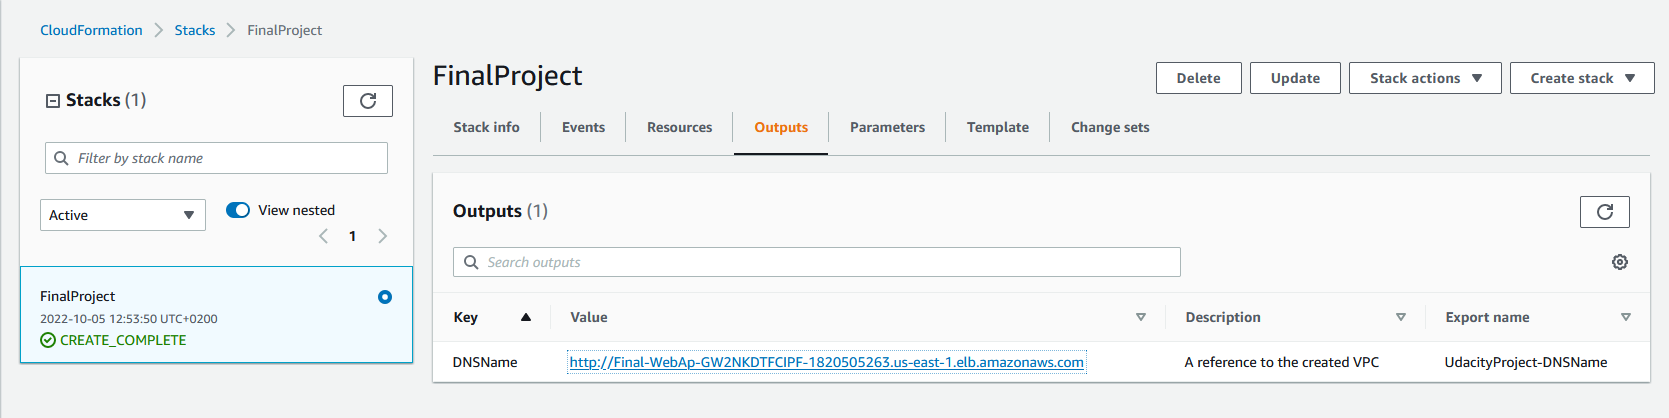 CloudFormation > Stacks > FinalProject
Stacks (1)
Filter by stack name
Active
View nested
1
FinalProject
2022-10-05 12:53:50 UTC+0200
CREATE_COMPLETE
FinalProject
Delete Update Stack actions Create stack
Stack info Events Resources Outputs Parameters Template Change sets
Outputs (1)
Search outputs
Key Value Description Export name
DNSName http://Final-WebAp-GW2NKDTFCIPF-1820505263.us-east-1.elb.amazonaws.com A reference to the created VPC UdacityProject-DNSName